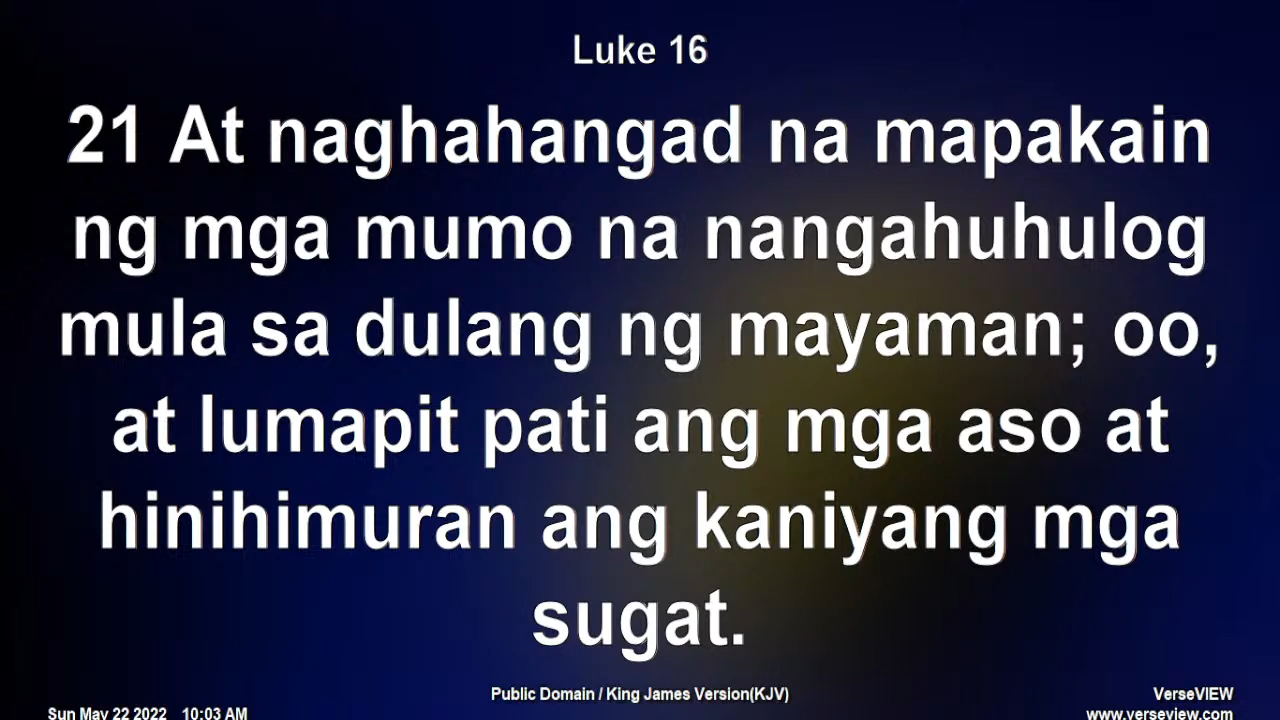 Luke 16
21 At naghahangad na mapakain
ng mga mumo na nangahuhulog
mula sa dulang ng mayaman; oo,
at lumapit pati ang mga aso at
hinihimuran ang kaniyang mga
sugat.
Public Domain / King James Version(KJV)
VerseVIEW
Sun May 22 2022 10:03 AM
www.verseview.com